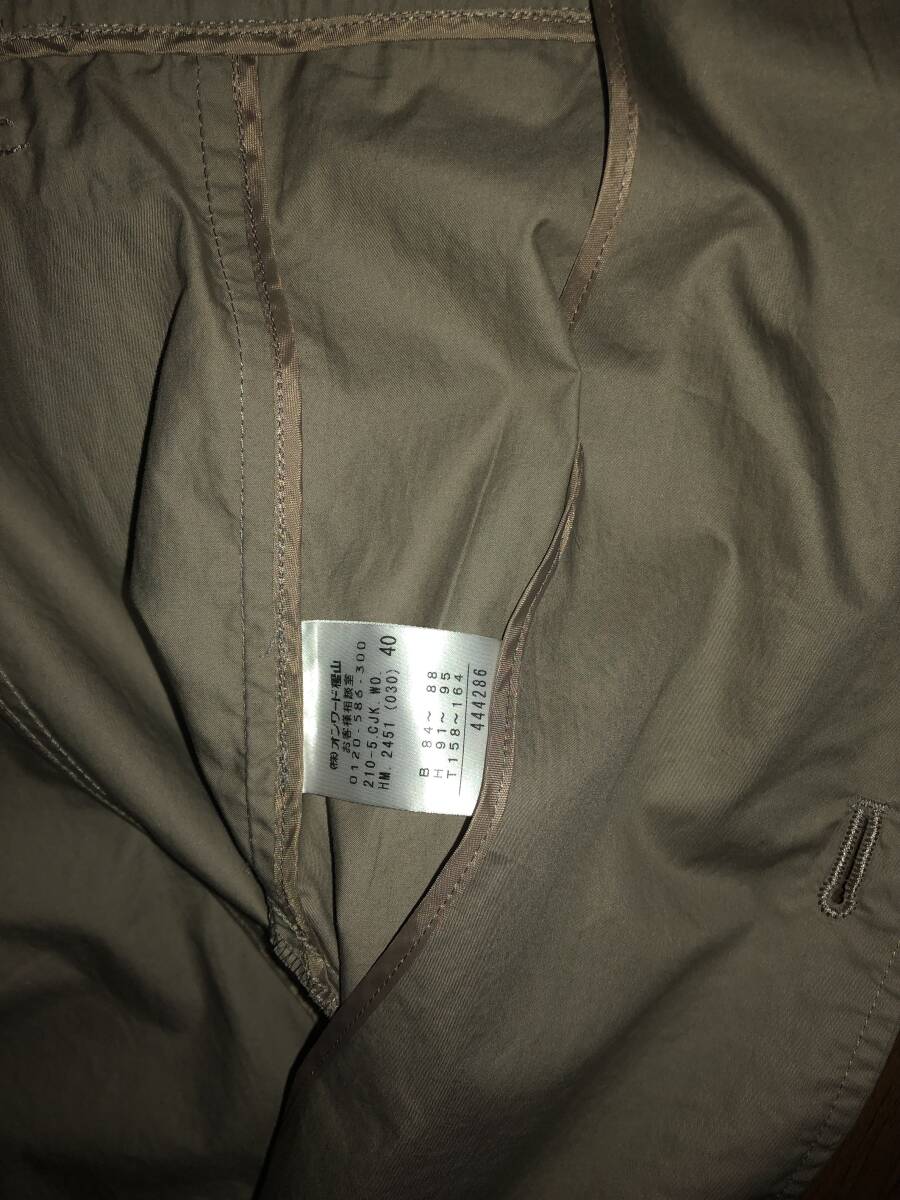 (株)オンワード樫山
お客様相談室
0120-586-300
210-5.CJK.WO.
HM.2451(030) 40
B 84～ 88
H 91～ 95
T158～164
444286